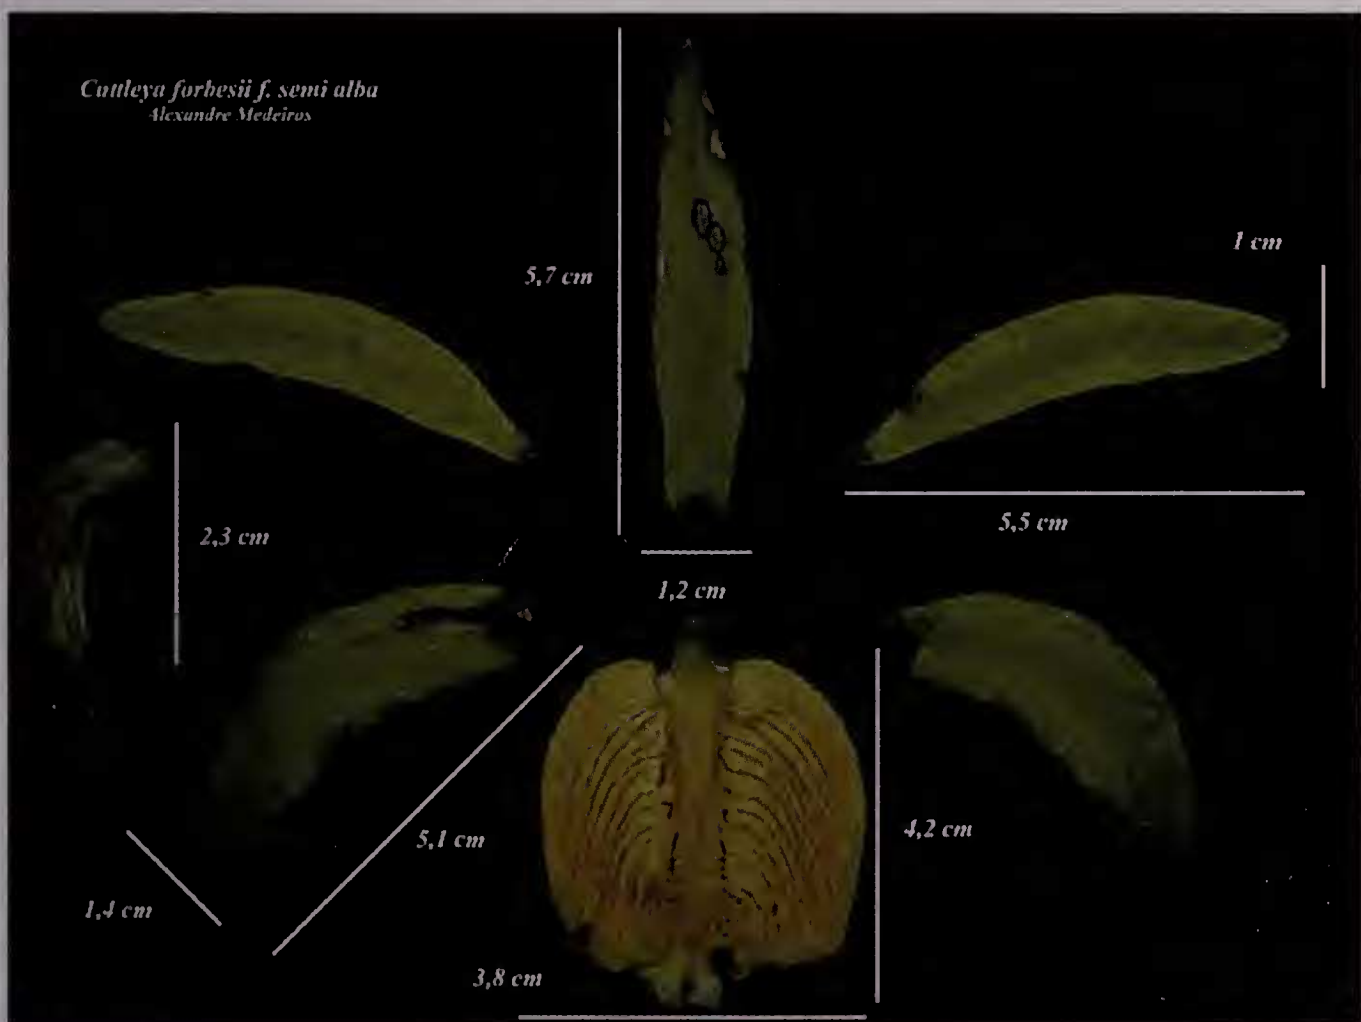 Cattleya forbesii f. semi alba
Alexandre Medeiros
5,7 cm
1 cm
5,5 cm
2,3 cm
1,2 cm
5,1 cm
4,2 cm
1,4 cm
3,8 cm